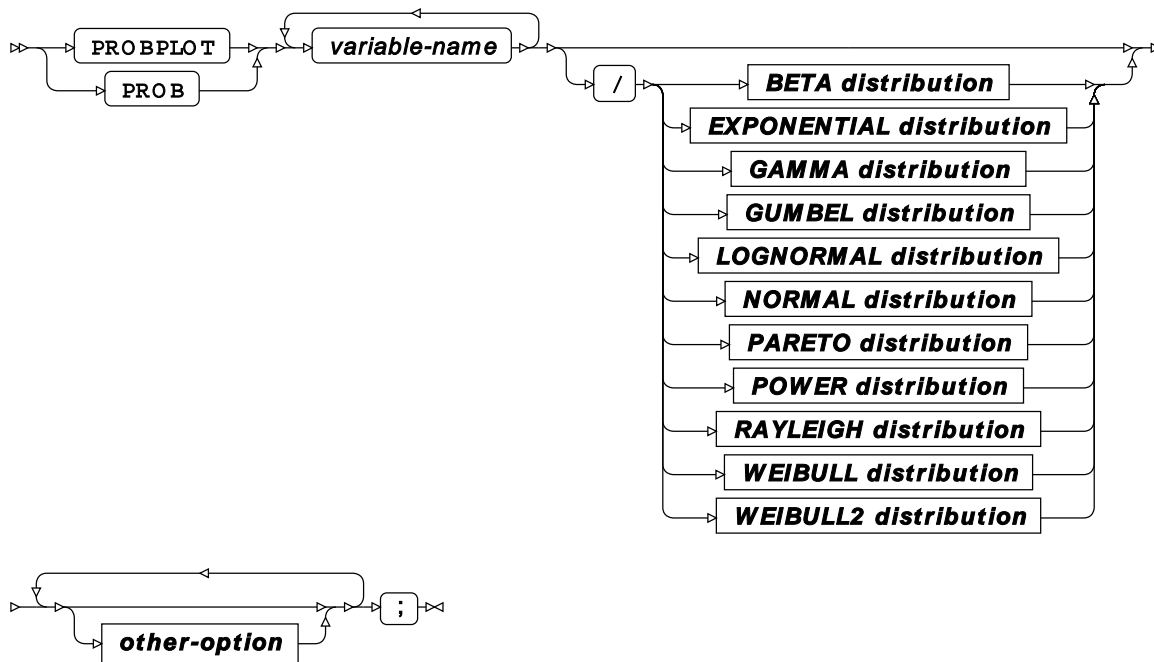 PROBPLOT
PROB
variable-name
/
BETA distribution
EXPONENTIAL distribution
GAMMA distribution
GUMBEL distribution
LOGNORMAL distribution
NORMAL distribution
PARETO distribution
POWER distribution
RAYLEIGH distribution
WEIBULL distribution
WEIBULL2 distribution
other-option
;